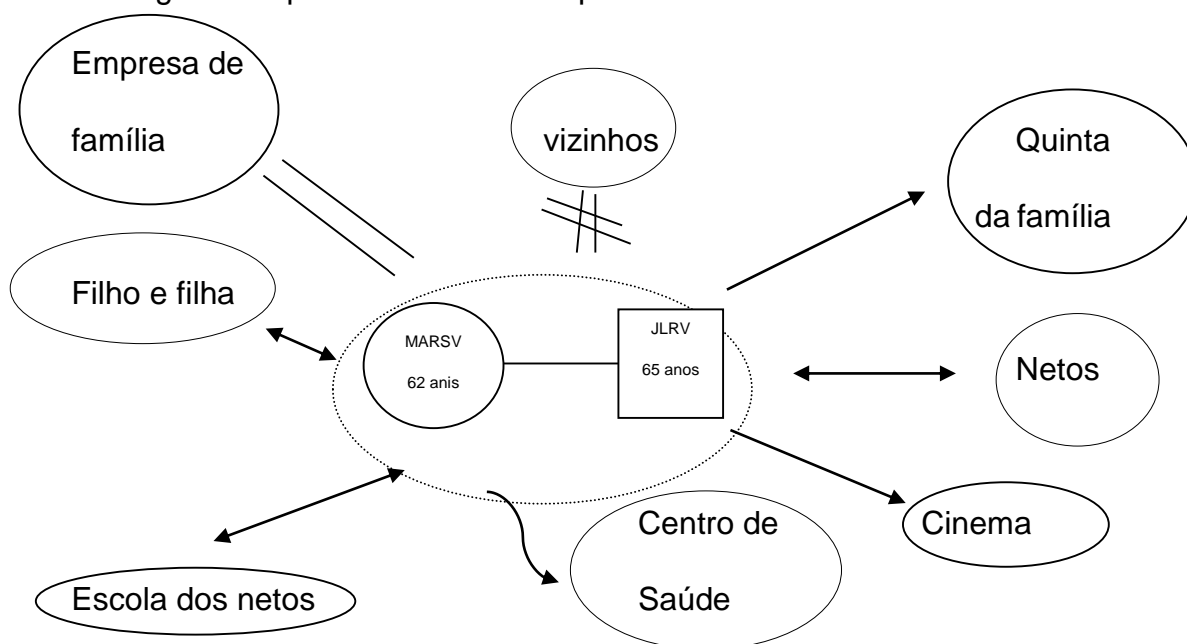 Empresa de
família
vizinhos
Quinta
da família
Filho e filha
MARSV
62 anis
JLRV
65 anos
Netos
Centro de
Saúde
Cinema
Escola dos netos